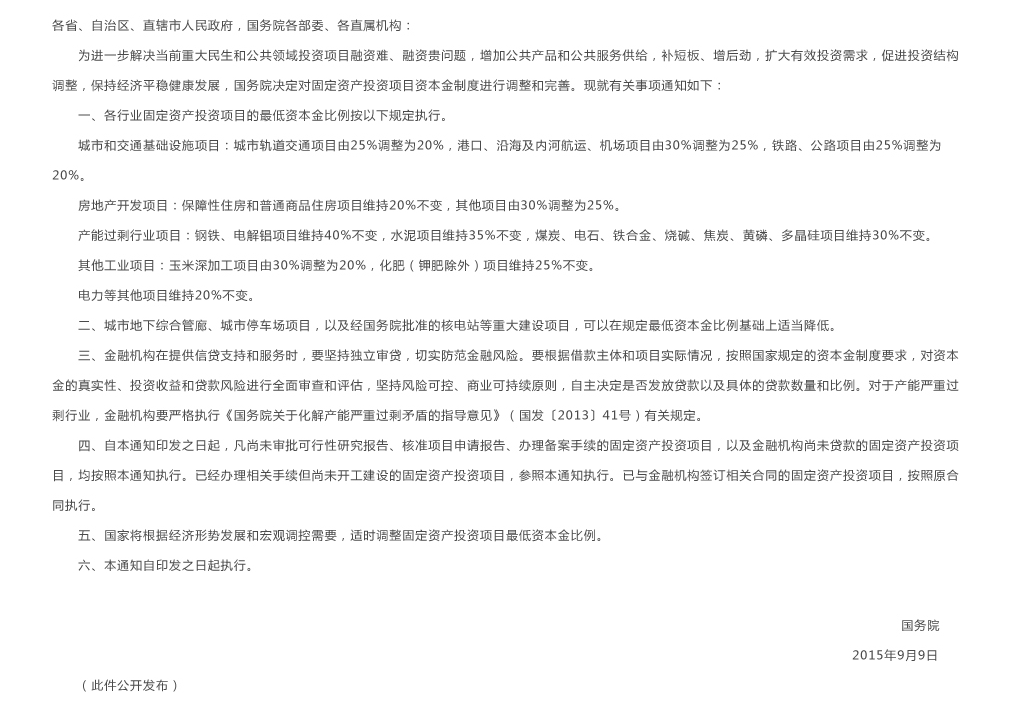 各省、自治区、直辖市人民政府，国务院各部委、各直属机构：
为进一步解决当前重大民生和公共领域投资项目融资难、融资贵问题，增加公共产品和公共服务供给，补短板、增后劲，扩大有效投资需求，促进投资结构
调整，保持经济平稳健康发展，国务院决定对固定资产投资项目资本金制度进行调整和完善。现就有关事项通知如下：
一、各行业固定资产投资项目的最低资本金比例按以下规定执行。
城市和交通基础设施项目：城市轨道交通项目由25%调整为20%，港口、沿海及内河航运、机场项目由30%调整为25%，铁路、公路项目由25%调整为
20%。
房地产开发项目：保障性住房和普通商品住房项目维持20%不变，其他项目由30%调整为25%。
产能过剩行业项目：钢铁、电解铝项目维持40%不变，水泥项目维持35%不变，煤炭、电石、铁合金、烧碱、焦炭、黄磷、多晶硅项目维持30%不变。
其他工业项目：玉米深加工项目由30%调整为20%，化肥（钾肥除外）项目维持25%不变。
电力等其他项目维持20%不变。
二、城市地下综合管廊、城市停车场项目，以及经国务院批准的核电站等重大建设项目，可以在规定最低资本金比例基础上适当降低。
三、金融机构在提供信贷支持和服务时，要坚持独立审贷，切实防范金融风险。要根据借款主体和项目实际情况，按照国家规定的资本金制度要求，对资本
金的真实性、投资收益和贷款风险进行全面审查和评估，坚持风险可控、商业可持续原则，自主决定是否发放贷款以及具体的贷款数量和比例。对于产能严重过
剩行业，金融机构要严格执行《国务院关于化解产能严重过剩矛盾的指导意见》（国发〔2013〕41号）有关规定。
四、自本通知印发之日起，凡尚未审批可行性研究报告、核准项目申请报告、办理备案手续的固定资产投资项目，以及金融机构尚未贷款的固定资产投资项
目，均按照本通知执行。已经办理相关手续但尚未开工建设的固定资产投资项目，参照本通知执行。已与金融机构签订相关合同的固定资产投资项目，按照原合
同执行。
五、国家将根据经济形势发展和宏观调控需要，适时调整固定资产投资项目最低资本金比例。
六、本通知自印发之日起执行。
国务院
2015年9月9日
（此件公开发布）